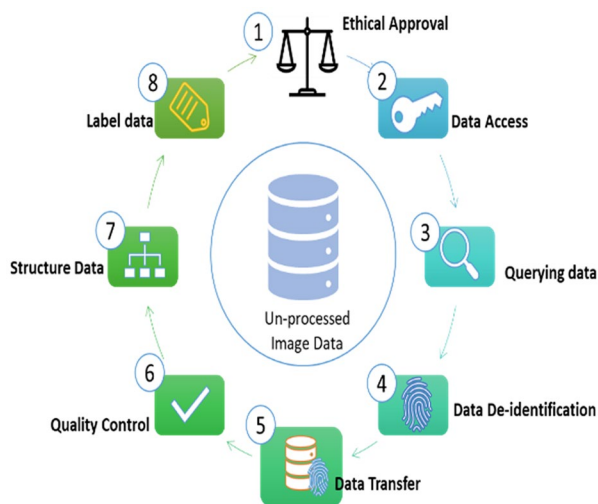 1
Ethical Approval
2
Data Access
3
Querying data
4
Data De-identification
5
Data Transfer
6
Quality Control
7
Structure Data
8
Label data
Un-processed
Image Data